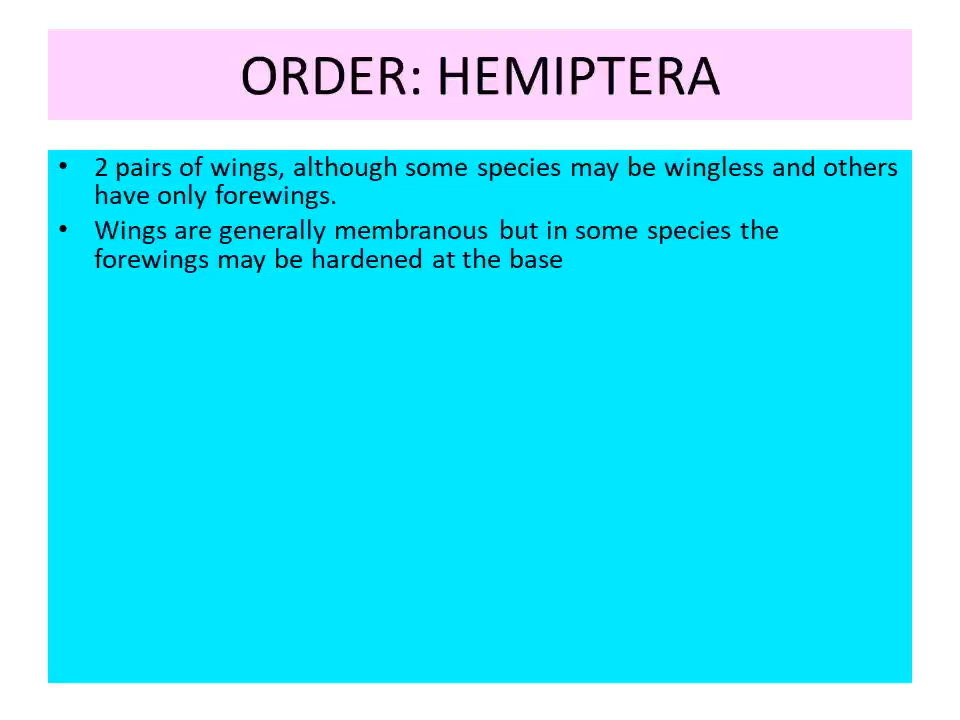 ORDER: HEMIPTERA
• 2 pairs of wings, although some species may be wingless and others
have only forewings.
• Wings are generally membranous but in some species the
forewings may be hardened at the base